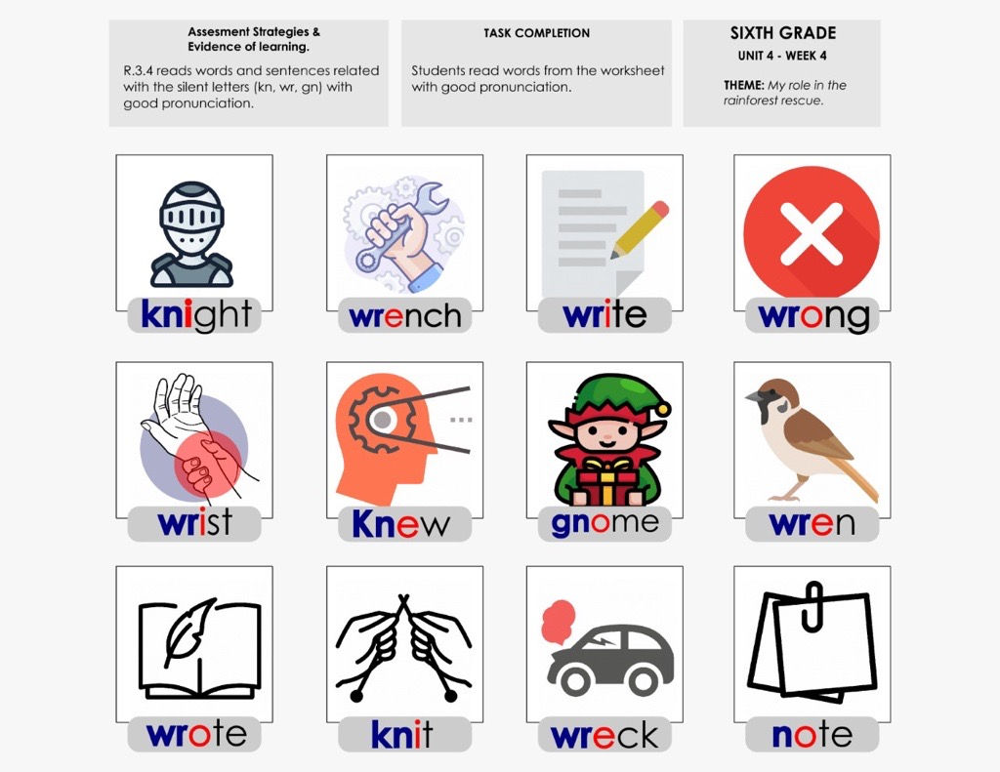 Assesment Strategies &
Evidence of learning.
R.3.4 reads words and sentences related
with the silent letters (kn, wr, gn) with
good pronunciation.
TASK COMPLETION
Students read words from the worksheet
with good pronunciation.
SIXTH GRADE
UNIT 4 - WEEK 4
THEME: My role in the
rainforest rescue.
knight
wrench
write
wrong
wrist
Knew
gnome
wren
wrote
knit
wreck
note